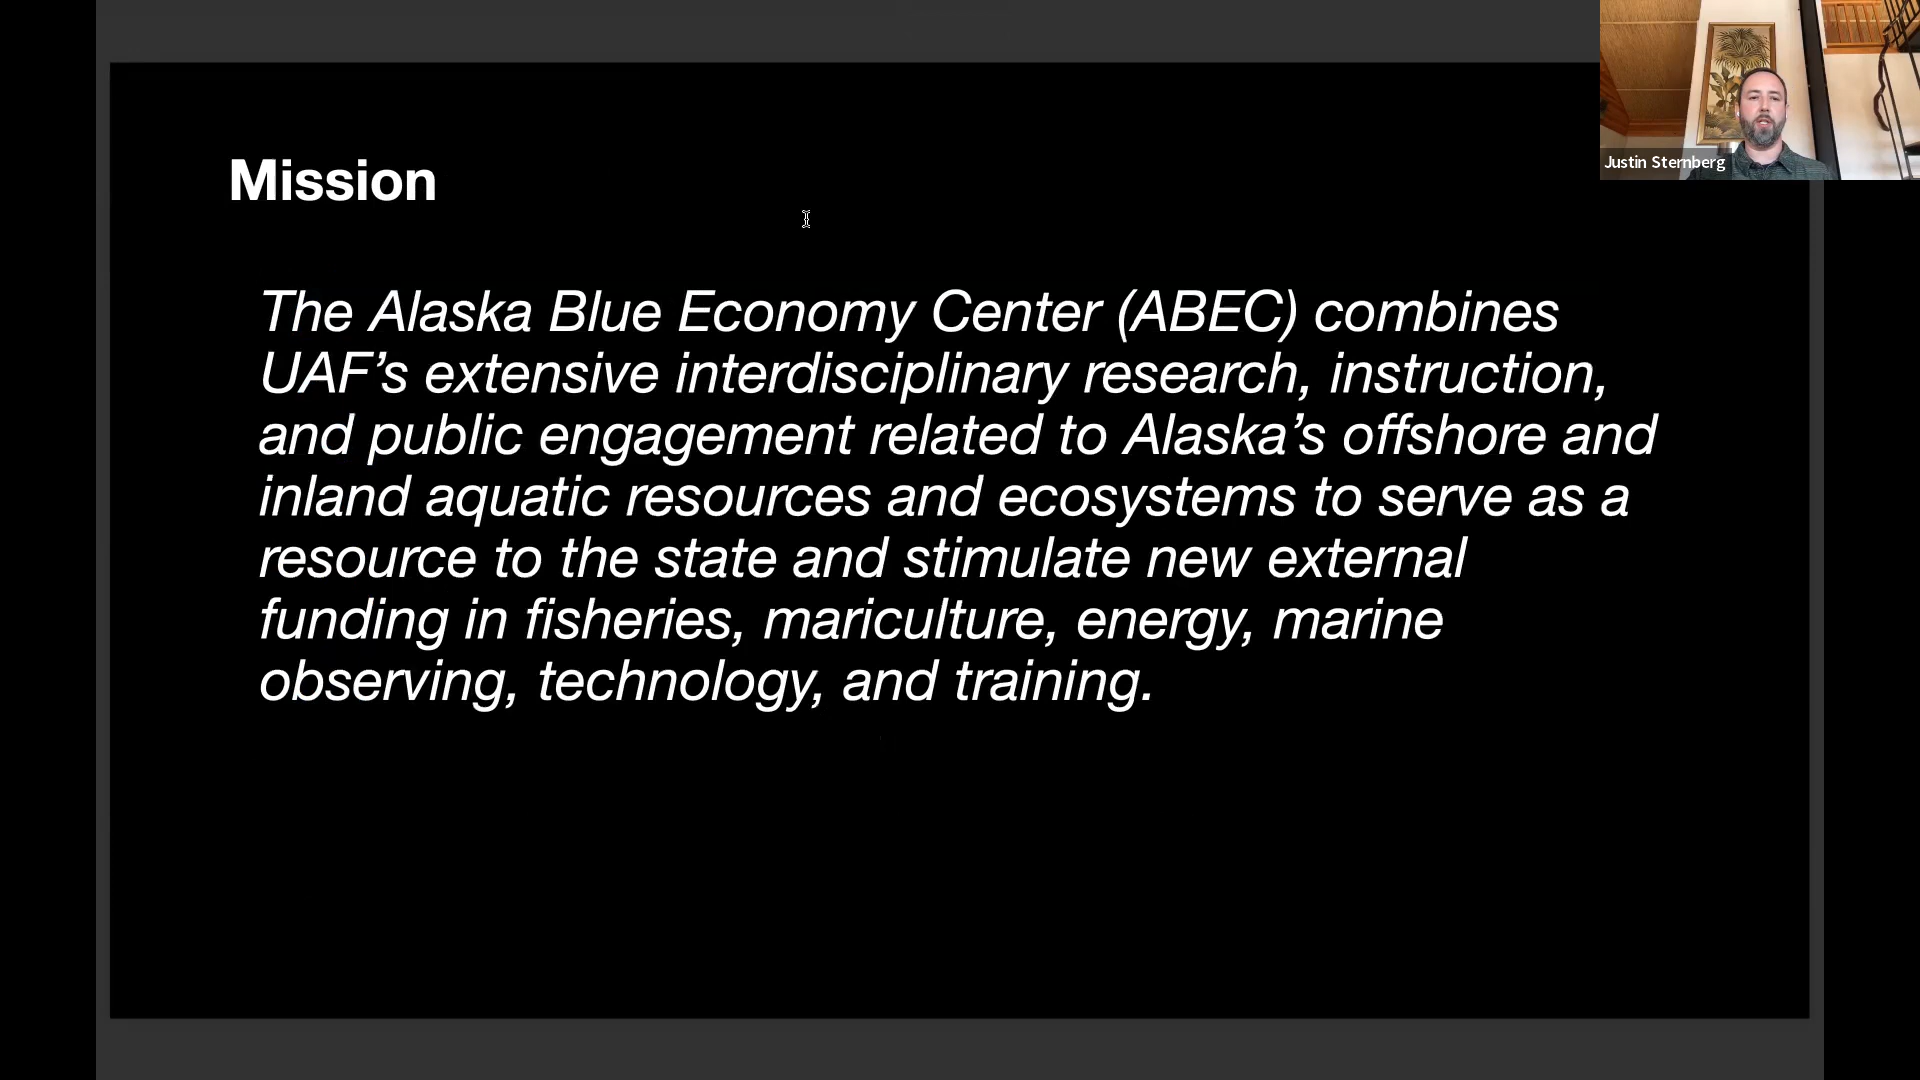 Mission
The Alaska Blue Economy Center (ABEC) combines
UAF’s extensive interdisciplinary research, instruction,
and public engagement related to Alaska’s offshore and
inland aquatic resources and ecosystems to serve as a
resource to the state and stimulate new external
funding in fisheries, mariculture, energy, marine
observing, technology, and training.
Justin Sternberg